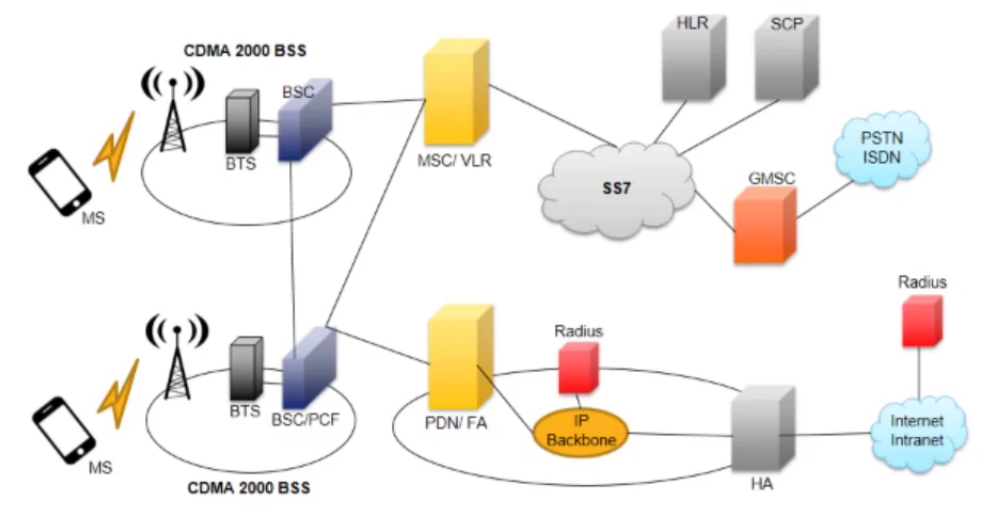 CDMA 2000 BSS
BSC
BTS
MS
MSC/ VLR
HLR
SCP
SS7
PSTN
ISDN
GMSC
BTS
BSC/PCF
MS
CDMA 2000 BSS
PDN/ FA
Radius
IP
Backbone
HA
Radius
Internet
Intranet